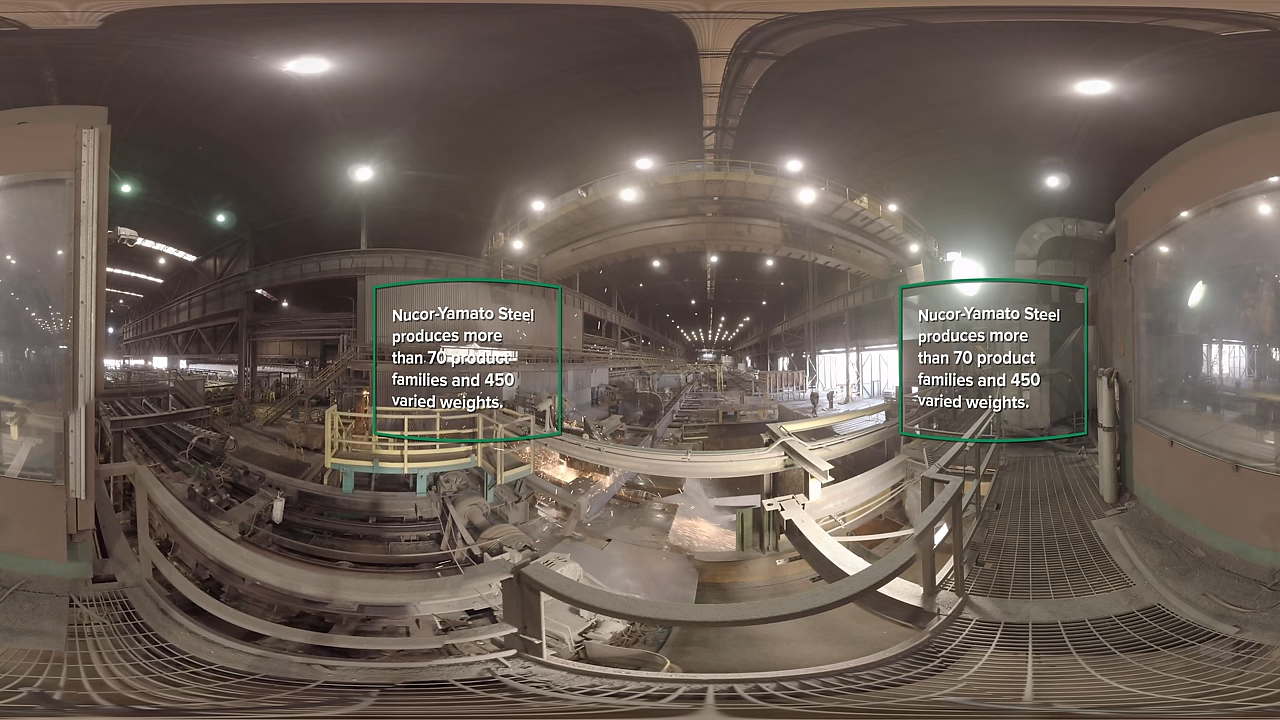 Nucor-Yamato Steel
produces more
than 70 product
families and 450
varied weights.
Nucor-Yamato Steel
produces more
than 70 product
families and 450
varied weights.